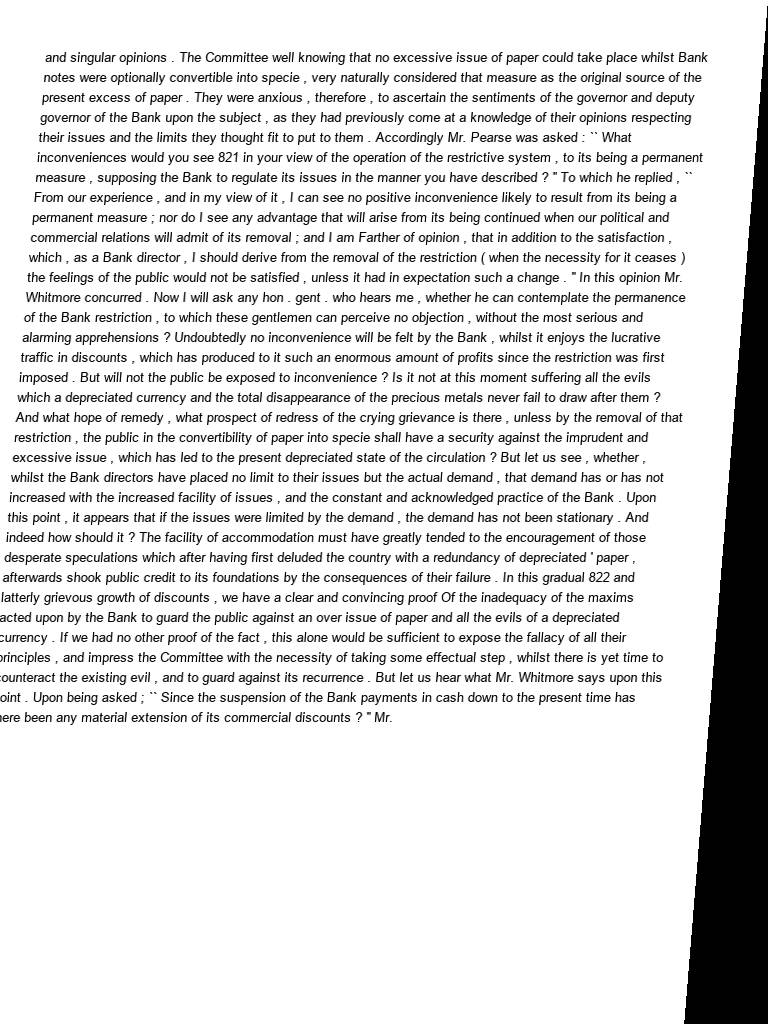 and singular opinions . The Committee well knowing that no excessive issue of paper could take place whilst Bank
notes were optionally convertible into specie , very naturally considered that measure as the original source of the
present excess of paper . They were anxious , therefore , to ascertain the sentiments of the governor and deputy
governor of the Bank upon the subject , as they had previously come at a knowledge of their opinions respecting
their issues and the limits they thought fit to put to them . Accordingly Mr. Pearse was asked : `` What
inconveniences would you see 821 in your view of the operation of the restrictive system , to its being a permanent
measure , supposing the Bank to regulate its issues in the manner you have described ? " To which he replied , ``
From our experience , and in my view of it , I can see no positive inconvenience likely to result from its being a
permanent measure ; nor do I see any advantage that will arise from its being continued when our political and
commercial relations will admit of its removal ; and I am Farther of opinion , that in addition to the satisfaction ,
which , as a Bank director , I should derive from the removal of the restriction ( when the necessity for it ceases )
the feelings of the public would not be satisfied , unless it had in expectation such a change . " In this opinion Mr.
Whitmore concurred . Now I will ask any hon . gent . who hears me , whether he can contemplate the permanence
of the Bank restriction , to which these gentlemen can perceive no objection , without the most serious and
alarming apprehensions ? Undoubtedly no inconvenience will be felt by the Bank , whilst it enjoys the lucrative
traffic in discounts , which has produced to it such an enormous amount of profits since the restriction was first
imposed . But will not the public be exposed to inconvenience ? Is it not at this moment suffering all the evils
which a depreciated currency and the total disappearance of the precious metals never fail to draw after them ?
And what hope of remedy , what prospect of redress of the crying grievance is there , unless by the removal of that
restriction , the public in the convertibility of paper into specie shall have a security against the imprudent and
excessive issue , which has led to the present depreciated state of the circulation ? But let us see , whether ,
whilst the Bank directors have placed no limit to their issues but the actual demand , that demand has or has not
increased with the increased facility of issues , and the constant and acknowledged practice of the Bank . Upon
this point , it appears that if the issues were limited by the demand , the demand has not been stationary . And
indeed how should it ? The facility of accommodation must have greatly tended to the encouragement of those
desperate speculations which after having first deluded the country with a redundancy of depreciated ' paper ,
afterwards shook public credit to its foundations by the consequences of their failure . In this gradual 822 and
latterly grievous growth of discounts , we have a clear and convincing proof Of the inadequacy of the maxims
acted upon by the Bank to guard the public against an over issue of paper and all the evils of a depreciated
currency . If we had no other proof of the fact , this alone would be sufficient to expose the fallacy of all their
principles , and impress the Committee with the necessity of taking some effectual step , whilst there is yet time to
counteract the existing evil , and to guard against its recurrence . But let us hear what Mr. Whitmore says upon this
oint . Upon being asked ; `` Since the suspension of the Bank payments in cash down to the present time has
here been any material extension of its commercial discounts ? " Mr.